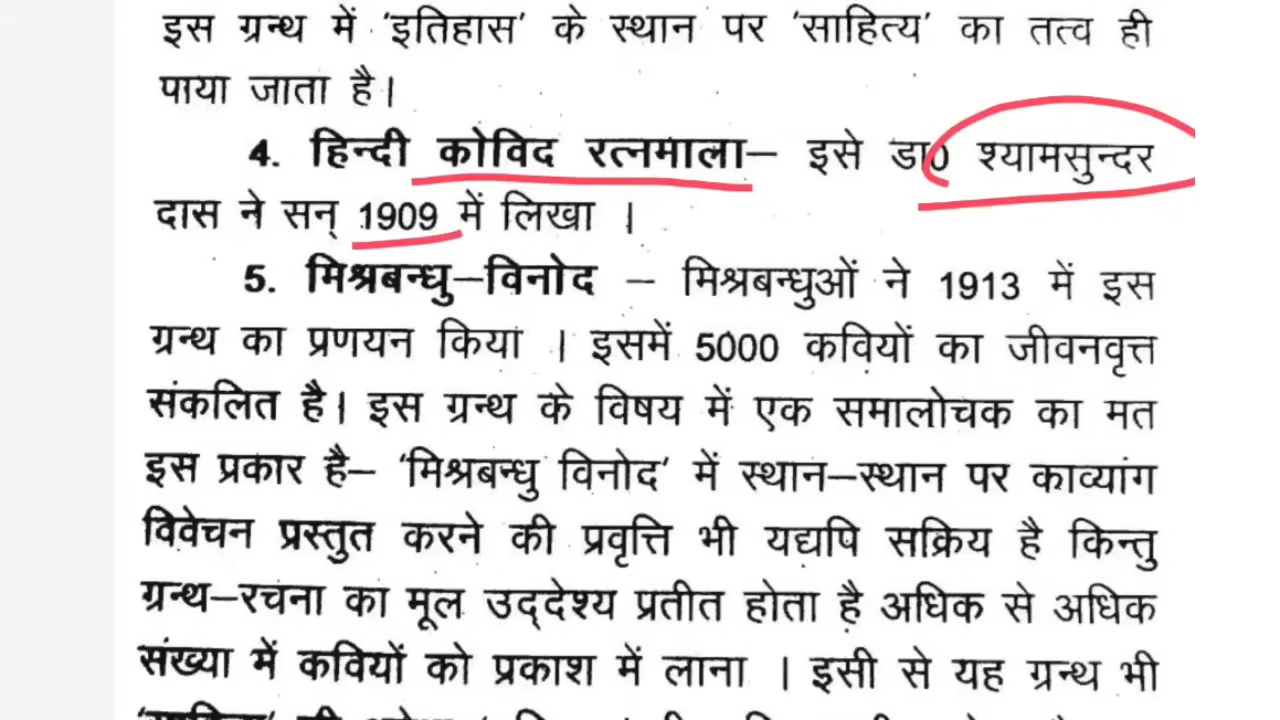 इस ग्रन्थ में 'इतिहास' के स्थान पर 'साहित्य' का तत्व ही
पाया जाता है।
4. हिन्दी कोविद रत्नमाला– इसे डा0 श्यामसुन्दर
दास ने सन् 1909 में लिखा ।
5. मिश्रबन्धु–विनोद – मिश्रबन्धुओं ने 1913 में इस
ग्रन्थ का प्रणयन किया । इसमें 5000 कवियों का जीवनवृत्त
संकलित है। इस ग्रन्थ के विषय में एक समालोचक का मत
इस प्रकार है– 'मिश्रबन्धु विनोद' में स्थान–स्थान पर काव्यांग
विवेचन प्रस्तुत करने की प्रवृत्ति भी यद्यपि सक्रिय है किन्तु
ग्रन्थ–रचना का मूल उद्देश्य प्रतीत होता है अधिक से अधिक
संख्या में कवियों को प्रकाश में लाना । इसी से यह ग्रन्थ भी